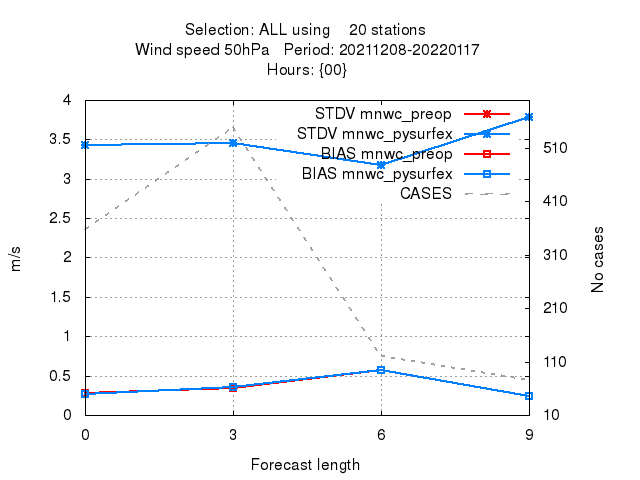 Selection: ALL using    20 stations
Wind speed 50hPa   Period: 20211208-20220117
Hours: {00}
STDV mnwc_preop
STDV mnwc_pysurfex
BIAS mnwc_preop
BIAS mnwc_pysurfex
CASES
4
3.5
3
2.5
2
1.5
1
0.5
0
m/s
510
410
310
210
110
10
No cases
0 3 6 9
Forecast length